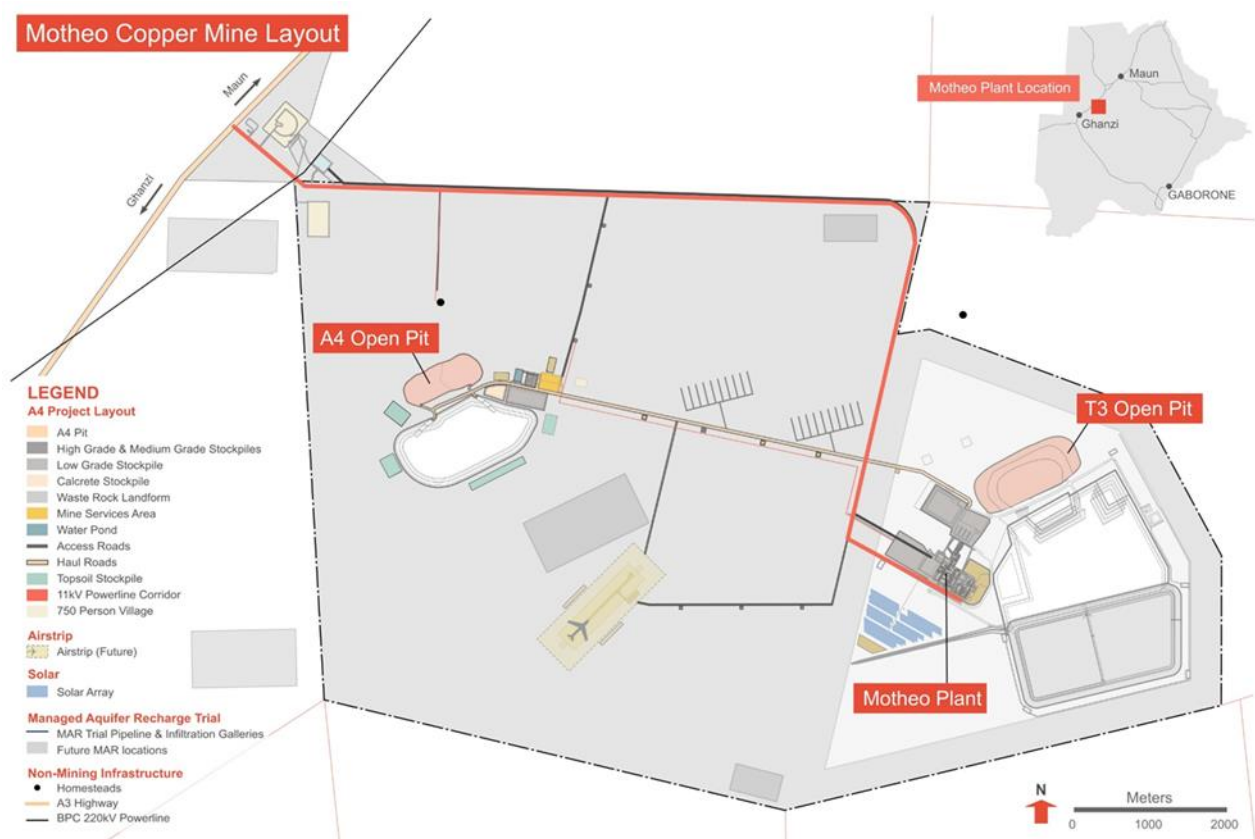 Motheo Copper Mine Layout
Maun
Ghanzi
Motheo Plant Location
Maun
Ghanzi
GABORONE
A4 Open Pit
T3 Open Pit
Motheo Plant
LEGEND
A4 Project Layout
A4 Pit
High Grade & Medium Grade Stockpiles
Low Grade Stockpile
Calcrete Stockpile
Waste Rock Landform
Mine Services Area
Water Pond
Access Roads
Haul Roads
Topsoil Stockpile
11kV Powerline Corridor
750 Person Village
Airstrip
Airstrip (Future)
Solar
Solar Array
Managed Aquifer Recharge Trial
MAR Trial Pipeline & Infiltration Galleries
Future MAR locations
Non-Mining Infrastructure
Homesteads
A3 Highway
BPC 220kV Powerline
N
Meters
0 1000 2000